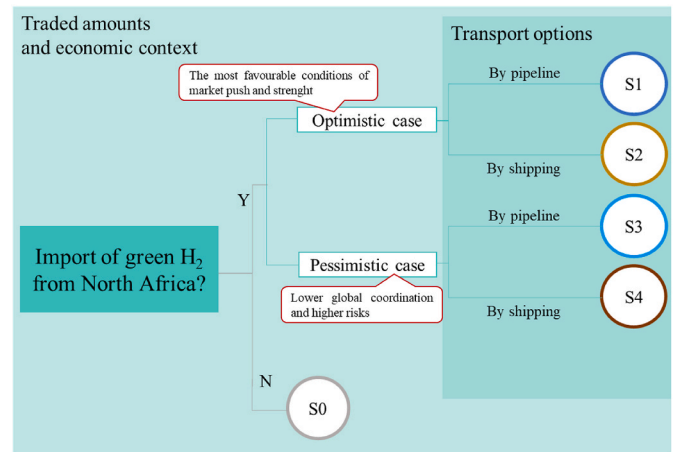 Traded amounts
and economic context
Transport options
The most favourable conditions of
market push and strenght
By pipeline
S1
Optimistic case
S2
By shipping
Y
By pipeline
S3
Import of green H₂
from North Africa?
Pessimistic case
Lower global coordination
and higher risks
S4
By shipping
N
S0